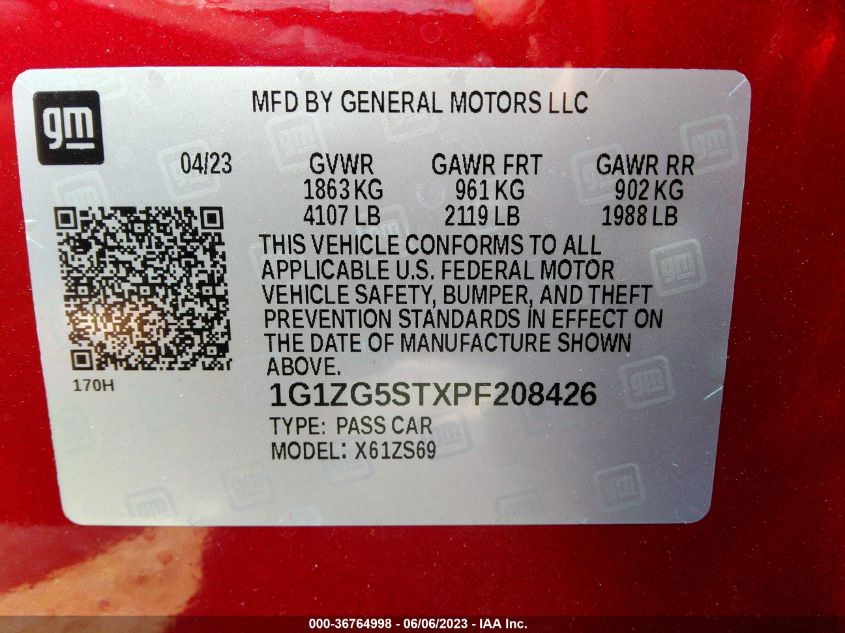 gm
MFD BY GENERAL MOTORS LLC
04/23 GVWR GAWR FRT GAWR RR
1863 KG 961 KG 902 KG
4107 LB 2119 LB 1988 LB
THIS VEHICLE CONFORMS TO ALL
APPLICABLE U.S. FEDERAL MOTOR
VEHICLE SAFETY, BUMPER, AND THEFT
PREVENTION STANDARDS IN EFFECT ON
THE DATE OF MANUFACTURE SHOWN
ABOVE.
170H
1G1ZG5STXPF208426
TYPE: PASS CAR
MODEL: X61ZS69
000-36764998 - 06/06/2023 - IAA Inc.